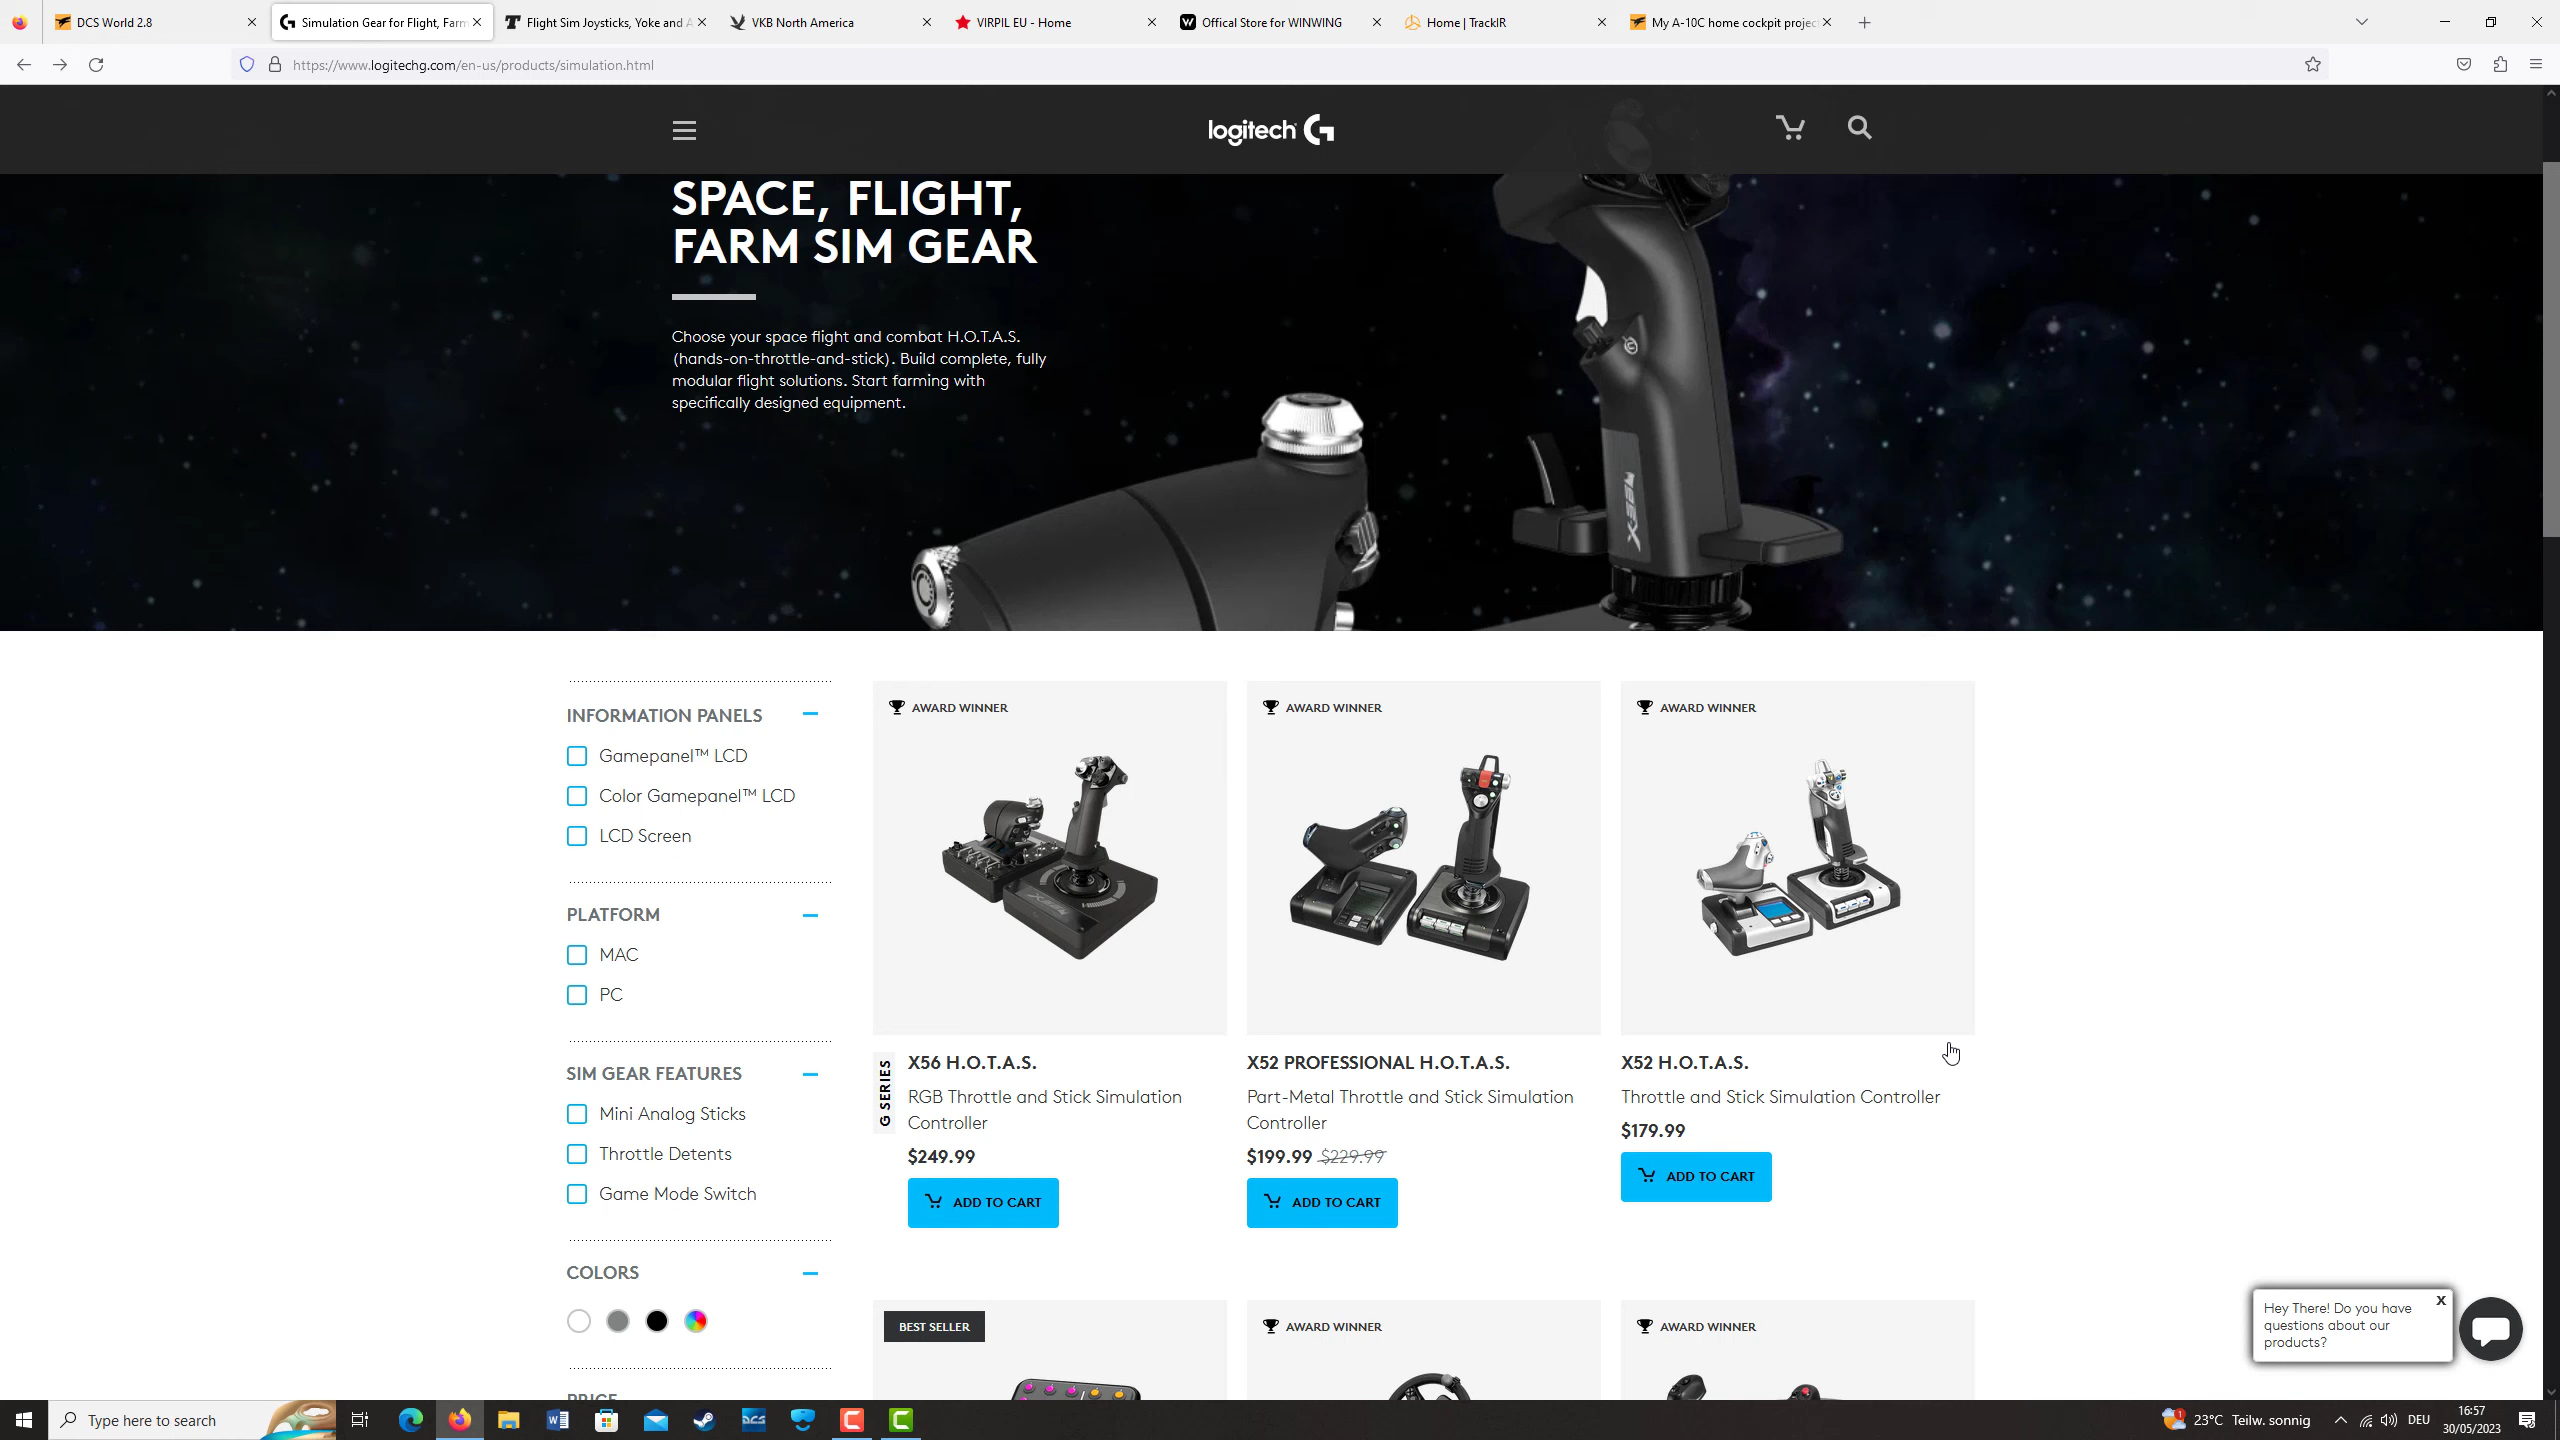 DCS World 2.8
Simulation Gear for Flight, Farm
Flight Sim Joysticks, Yoke and A
VKB North America
VIRPIL EU - Home
Offical Store for WINWING
Home | TrackIR
My A-10C home cockpit project
https://www.logitechg.com/en-us/products/simulation.html
logitech G
SPACE, FLIGHT,
FARM SIM GEAR
Choose your space flight and combat H.O.T.A.S.
(hands-on-throttle-and-stick). Build complete, fully
modular flight solutions. Start farming with
specifically designed equipment.
INFORMATION PANELS
Gamepanel™ LCD
Color Gamepanel™ LCD
LCD Screen
PLATFORM
MAC
PC
SIM GEAR FEATURES
Mini Analog Sticks
Throttle Detents
Game Mode Switch
COLORS
PRICE
AWARD WINNER
G SERIES
X56 H.O.T.A.S.
RGB Throttle and Stick Simulation
Controller
$249.99
ADD TO CART
AWARD WINNER
X52 PROFESSIONAL H.O.T.A.S.
Part-Metal Throttle and Stick Simulation
Controller
$199.99 $229.99
ADD TO CART
AWARD WINNER
X52 H.O.T.A.S.
Throttle and Stick Simulation Controller
$179.99
ADD TO CART
BEST SELLER
AWARD WINNER
AWARD WINNER
Hey There! Do you have
questions about our
products?
X
Type here to search
DCS
1
23°C Teilw. sonnig
DEU
16:57
30/05/2023